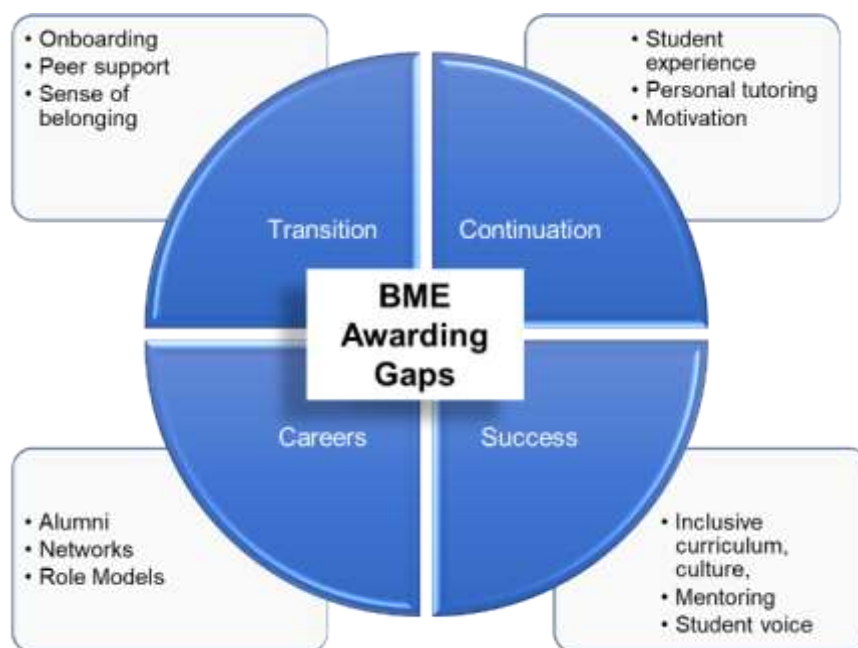 • Onboarding
• Peer support
• Sense of
belonging
• Student
experience
• Personal tutoring
• Motivation
Transition
Continuation
BME
Awarding
Gaps
Careers
Success
• Alumni
• Networks
• Role Models
• Inclusive
curriculum,
culture,
• Mentoring
• Student voice